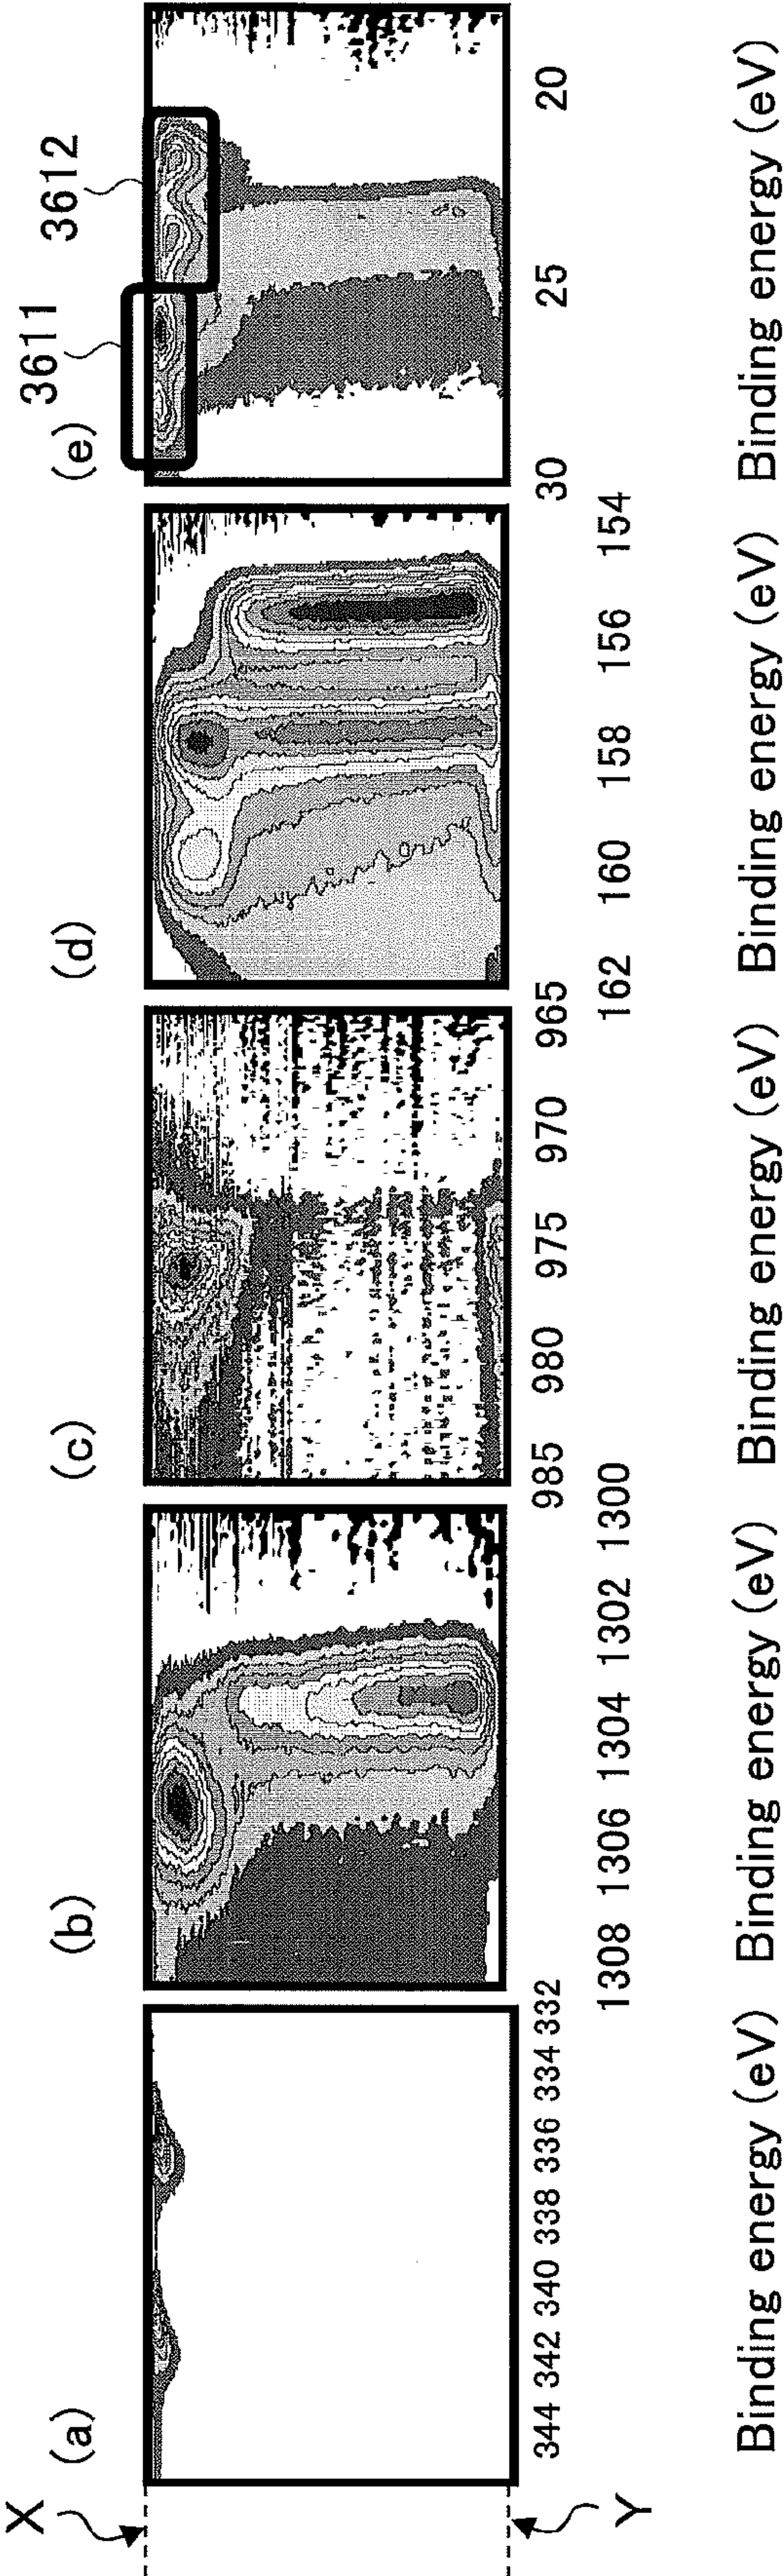 X
Y
(a)
344 342 340 338 336 334 332
Binding energy (eV)
(b)
1308 1306 1304 1302 1300
Binding energy (eV)
(c)
985 980 975 970 965
Binding energy (eV)
(d)
162 160 158 156 154
Binding energy (eV)
(e)
3611
3612
30 25 20
Binding energy (eV)